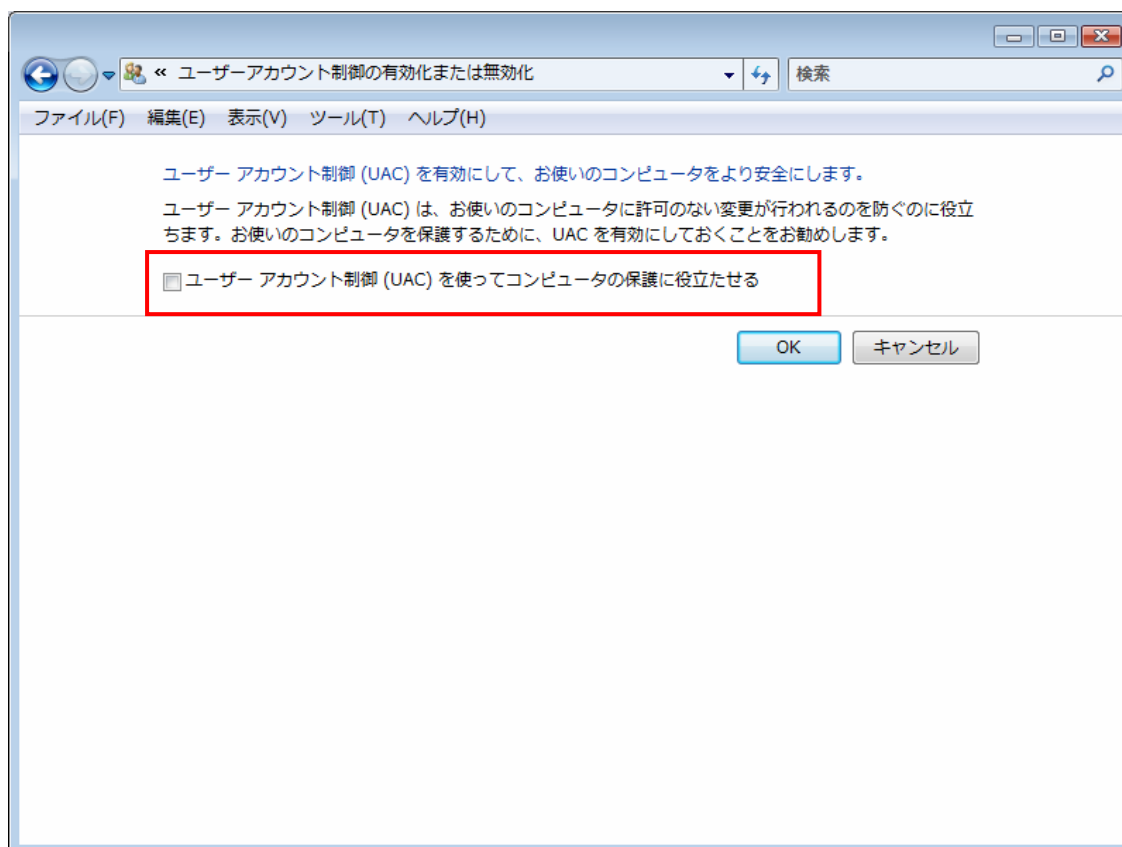 « ユーザーアカウント制御の有効化または無効化
検索
ファイル(F) 編集(E) 表示(V) ツール(T) ヘルプ(H)
ユーザー アカウント制御 (UAC) を有効にして、お使いのコンピュータをより安全にします。
ユーザー アカウント制御 (UAC) は、お使いのコンピュータに許可のない変更が行われるのを防ぐのに役立
ちます。お使いのコンピュータを保護するために、UAC を有効にしておくことをお勧めします。
ユーザー アカウント制御 (UAC) を使ってコンピュータの保護に役立たせる
OK キャンセル